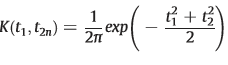 K(t₁, t₂ₙ) = 1/2π exp( − t₁² + t₂²/2 )